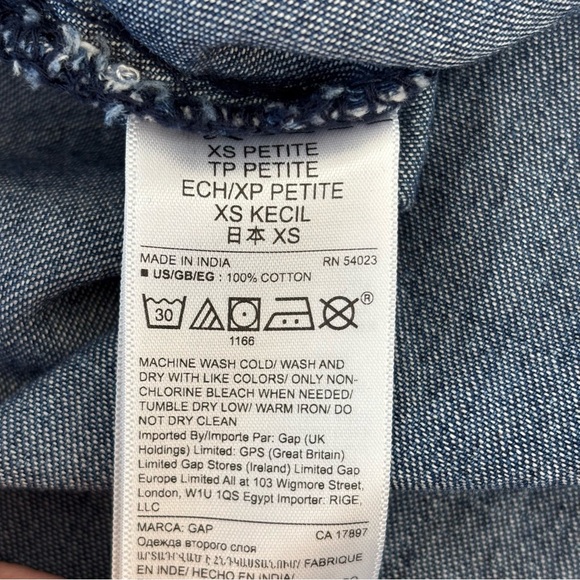 XS PETITE
TP PETITE
ECH/XP PETITE
XS KECIL
日本 XS
MADE IN INDIA RN 54023
■ US/GB/EG : 100% COTTON
30
®
1166
MACHINE WASH COLD/ WASH AND
DRY WITH LIKE COLORS/ ONLY NON-
CHLORINE BLEACH WHEN NEEDED/
TUMBLE DRY LOW/ WARM IRON/ DO
NOT DRY CLEAN
Imported By/Importe Par: Gap (UK
Holdings) Limited: GPS (Great Britain)
Limited Gap Stores (Ireland) Limited Gap
Europe Limited All at 103 Wigmore Street,
London, W1U 1QS Egypt Importer: RIGE,
LLC
MARCA: GAP CA 17897
Одежда второго слоя
ԱՐՏԱԴՐՎԱԾ Է ՀՆԴԿԱՍՏԱՆՈՒՄ/ FABRIQUE
EN INDE/ HECHO EN INDIA/